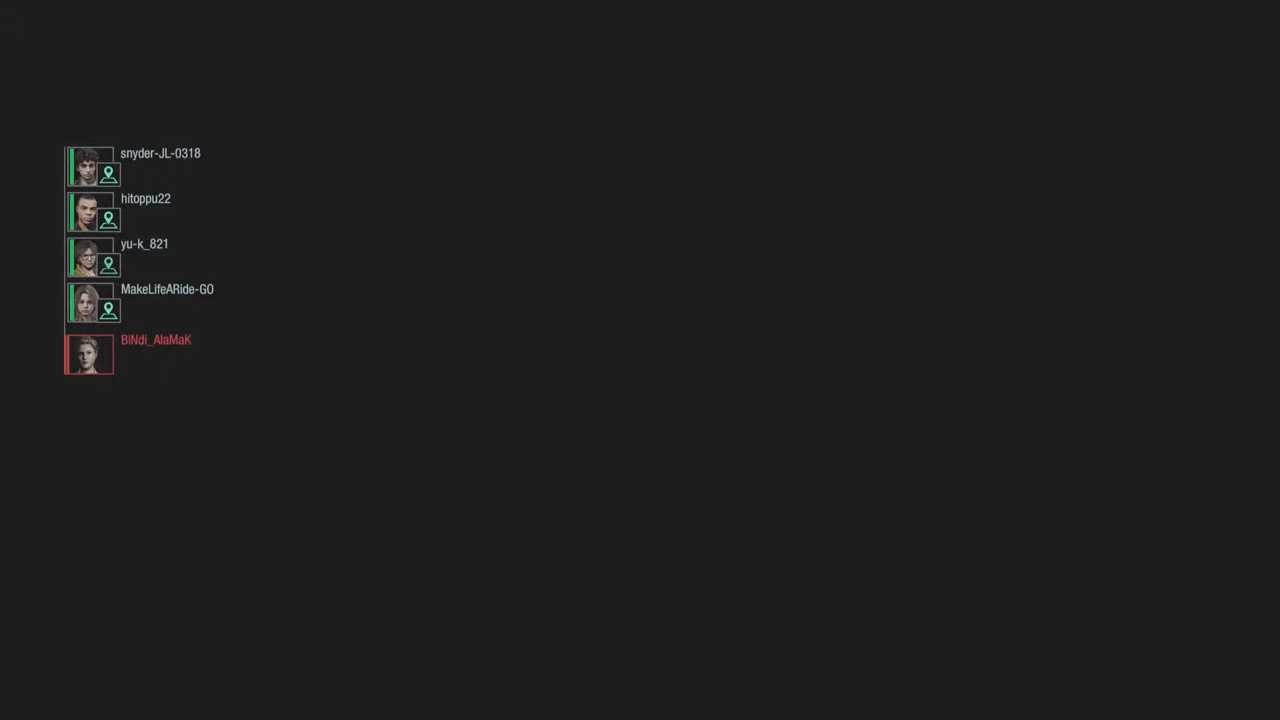 snyder-JL-0318
hitoppu22
yu-k_821
MakeLifeARide-GO
BiNdi_AlaMaK